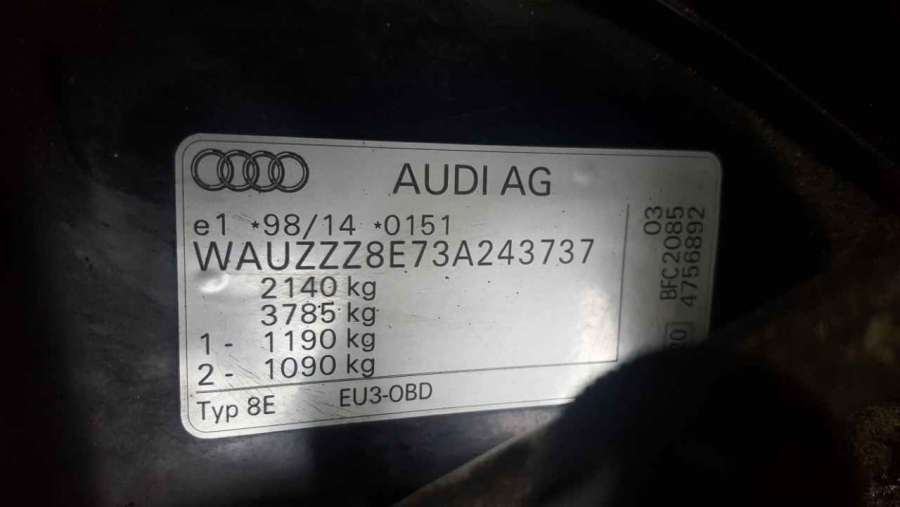 AUDI AG
e1 *98/14 *0151
WAUZZZ8E73A243737
2140 kg
3785 kg
1 - 1190 kg
2 - 1090 kg
Typ 8E EU3-OBD
03
BFC2085
4756892